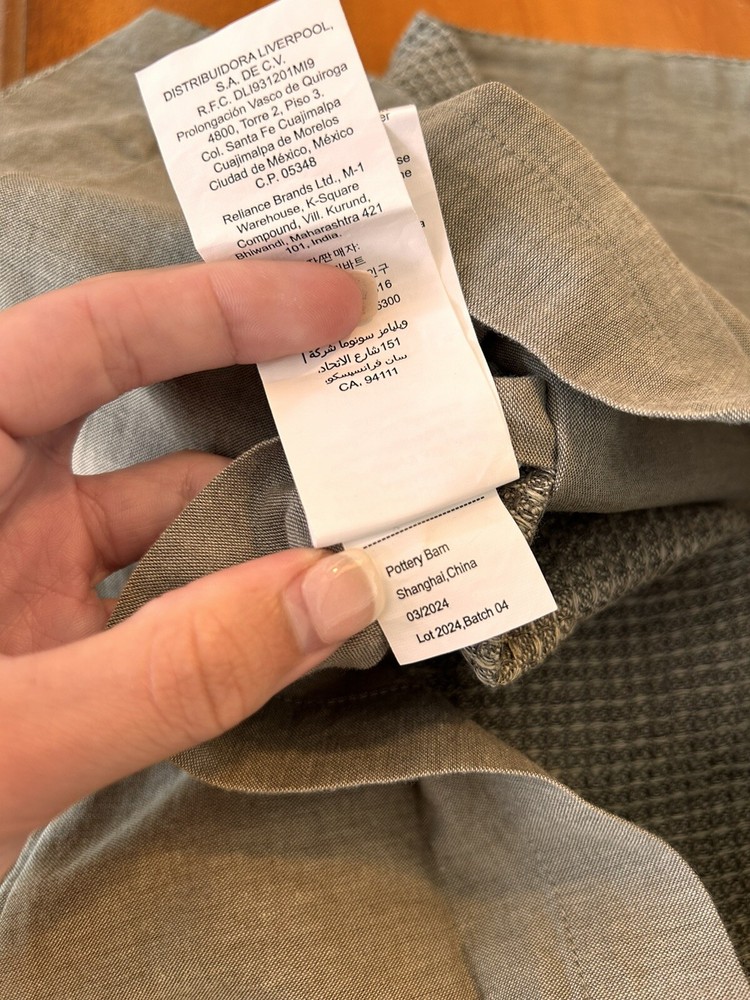 DISTRIBUIDORA LIVERPOOL,
S.A. DE C.V.
R.F.C. DLI931201MI9
Prolongación Vasco de Quiroga
4800, Torre 2, Piso 3.
Col. Santa Fe Cuajimalpa
Cuajimalpa de Morelos
Ciudad de México, México
C.P. 05348
Reliance Brands Ltd., M-1
Warehouse, K-Square
Compound, Vill. Kurund,
Bhiwandi, Maharashtra 421
101, India.
판매자:
ويليامز سونوما شركة |
151 شارع الاتحاد,
سان فرانسيسكو,
CA. 94111
Pottery Barn
Shanghai,China
03/2024
Lot 2024,Batch 04